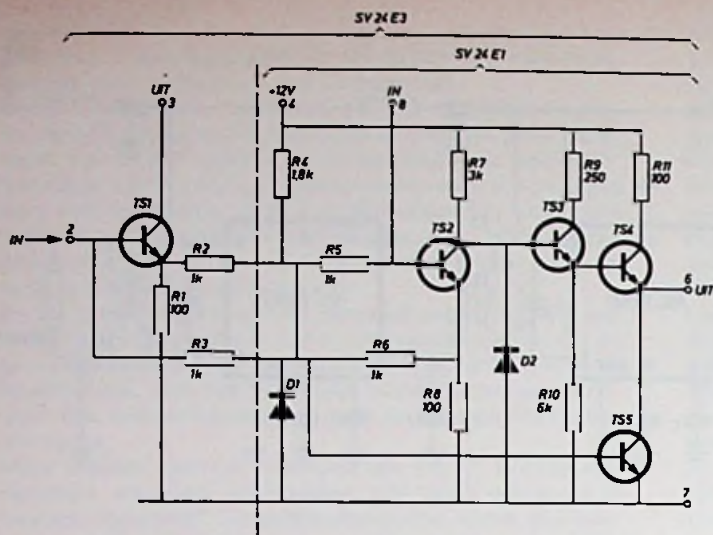 SV 24 E3
SV 24 E1
UIT
3
+12V
4
IN
8
R4
1,8k
R7
3k
R9
250
R11
100
TS1
TS2
TS3
TS4
2
IN
R2
1k
R5
1k
6
UIT
R1
100
R3
1k
R6
1k
D1
D2
R8
100
R10
6k
TS5
7